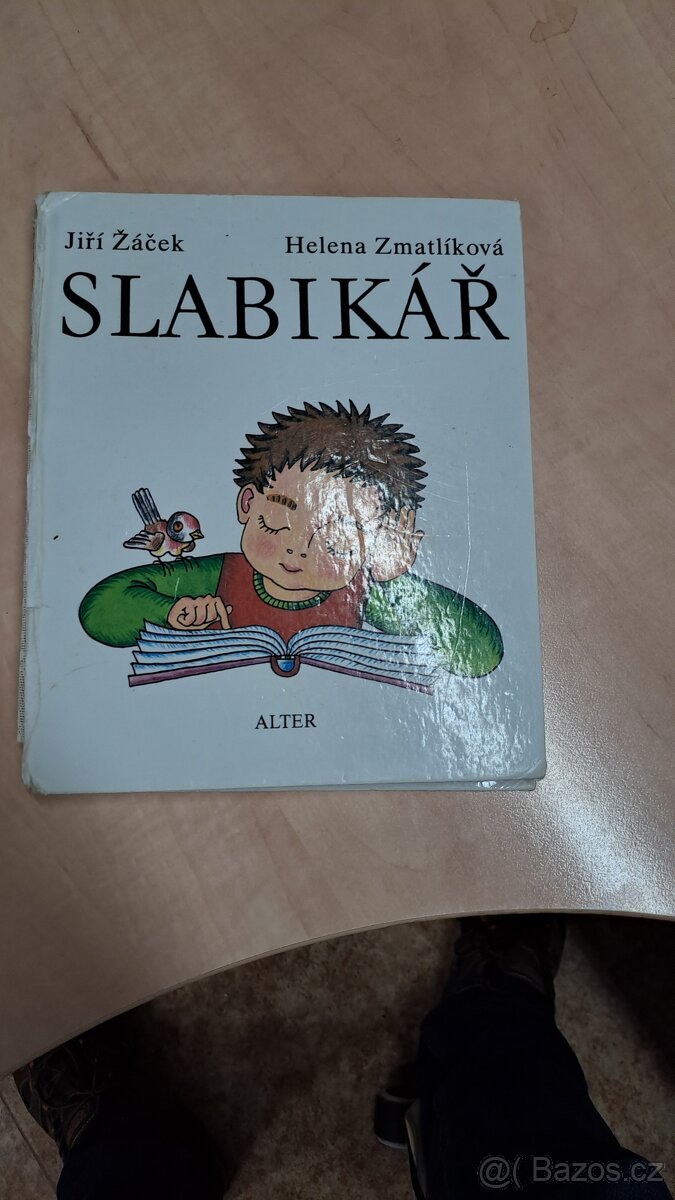 Jiří Žáček Helena Zmatlíková
SLABIKÁŘ
ALTER
@( Bazos.cz